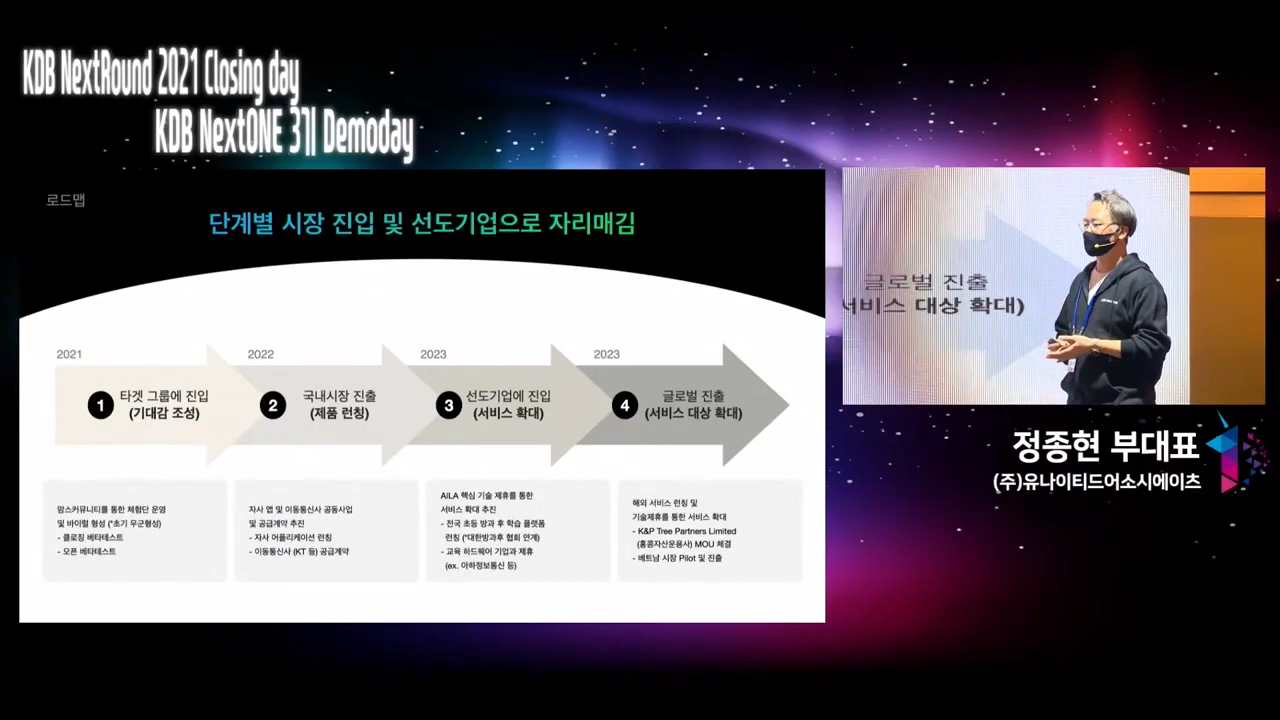 KDB NextRound 2021 Closing day
KDB NextONE 3기 Demoday
로드맵
단계별 시장 진입 및 선도기업으로 자리매김
2021
1 타겟 그룹에 진입
(기대감 조성)
2022
2 국내시장 진출
(제품 런칭)
2023
3 선도기업에 진입
(서비스 확대)
2023
4 글로벌 진출
(서비스 대상 확대)
맘스커뮤니티를 통한 체험단 운영
및 바이럴 형성 (*초기 우군형성)
- 클로징 베타테스트
- 오픈 베타테스트
자사 앱 및 이동통신사 공동사업
및 공급계약 추진
- 자사 어플리케이션 런칭
- 이동통신사 (KT 등) 공급계약
AiLA 핵심 기술 제휴를 통한
서비스 확대 추진
- 전국 초등 방과 후 학습 플랫폼
런칭 (*대한방과후 협회 연계)
- 교육 하드웨어 기업과 제휴
(ex. 아하정보통신 등)
해외 서비스 런칭 및
기술제휴를 통한 서비스 확대
- K&P Tree Partners Limited
(홍콩자산운용사) MOU 체결
- 베트남 시장 Pilot 및 진출
글로벌 진출
서비스 대상 확대)
정종현 부대표
(주)유나이티드어소시에이츠